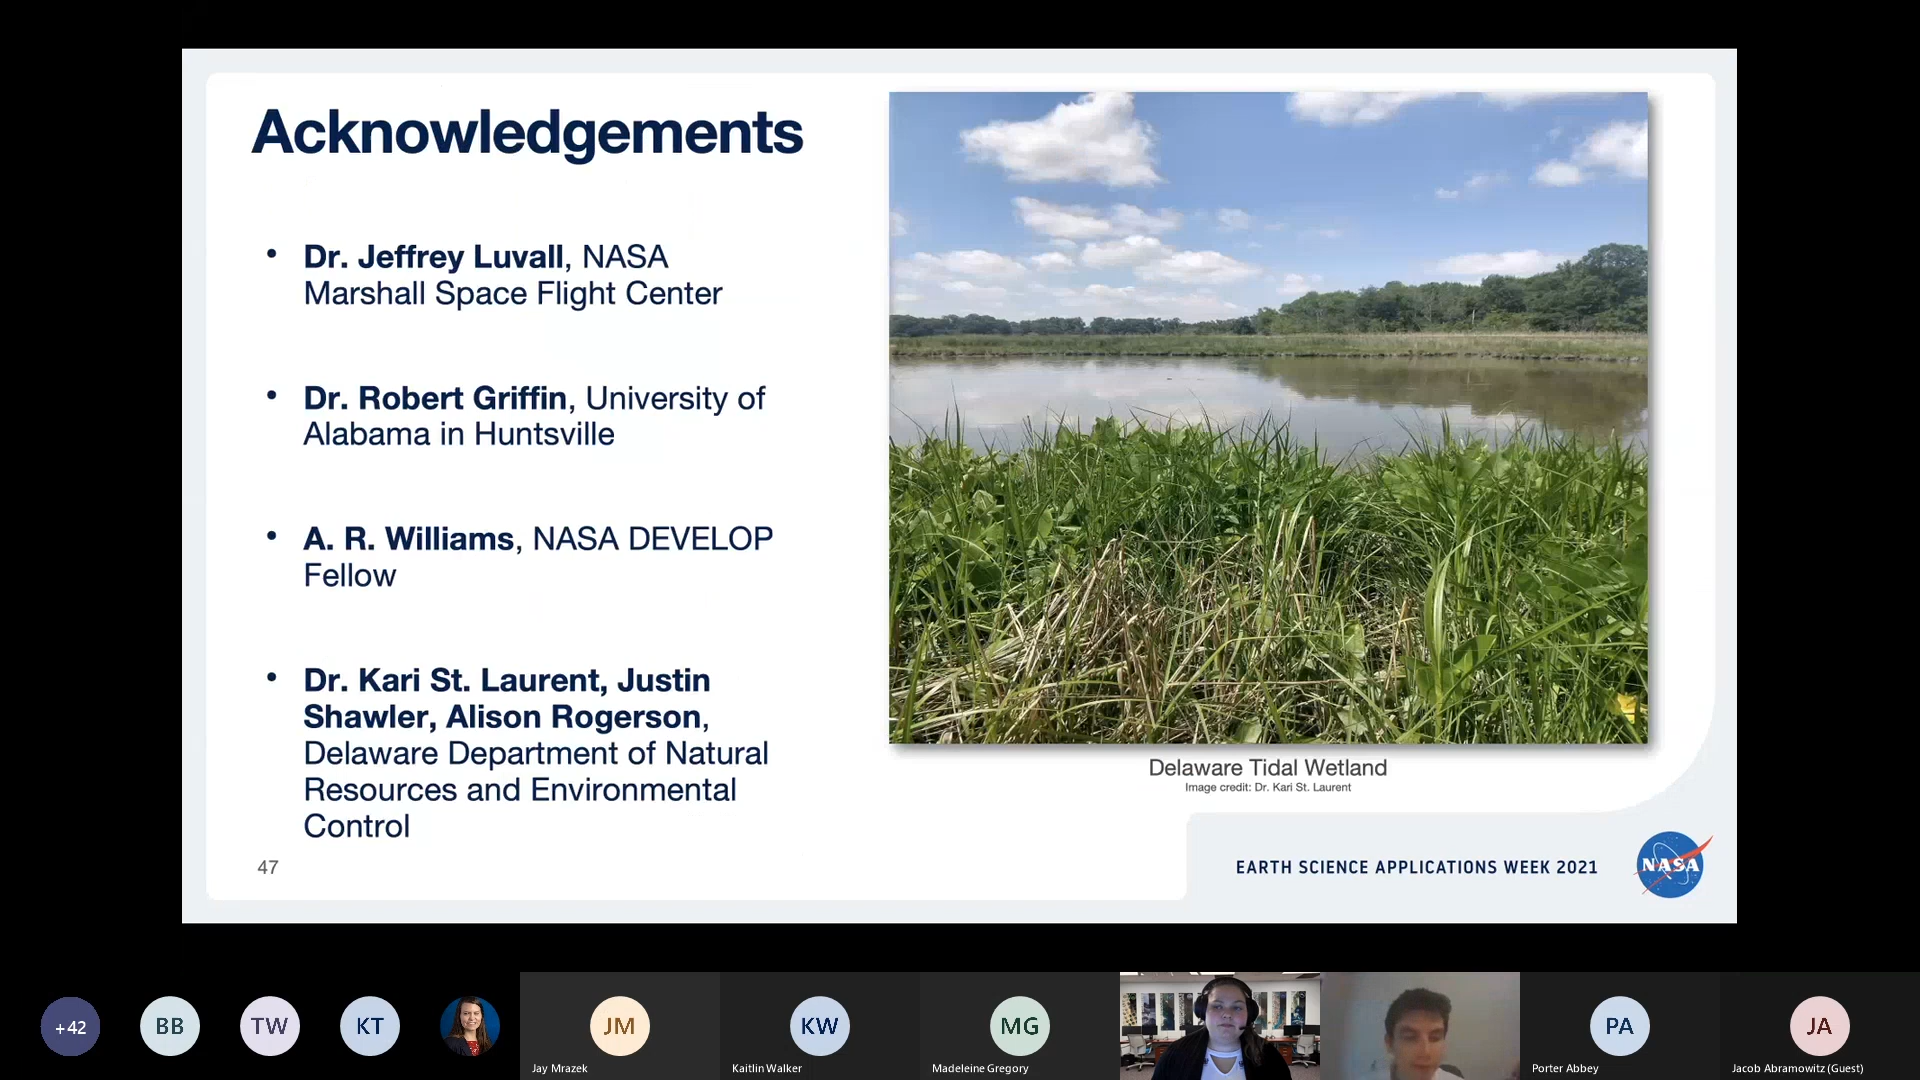 Acknowledgements
• Dr. Jeffrey Luvall, NASA
Marshall Space Flight Center
• Dr. Robert Griffin, University of
Alabama in Huntsville
• A. R. Williams, NASA DEVELOP
Fellow
• Dr. Kari St. Laurent, Justin
Shawler, Alison Rogerson,
Delaware Department of Natural
Resources and Environmental
Control
47
Delaware Tidal Wetland
Image credit: Dr. Kari St. Laurent
EARTH SCIENCE APPLICATIONS WEEK 2021
NASA
+42
BB
TW
KT
JM
Jay Mrazek
KW
Kaitlin Walker
MG
Madeleine Gregory
PA
Porter Abbey
JA
Jacob Abramowitz (Guest)